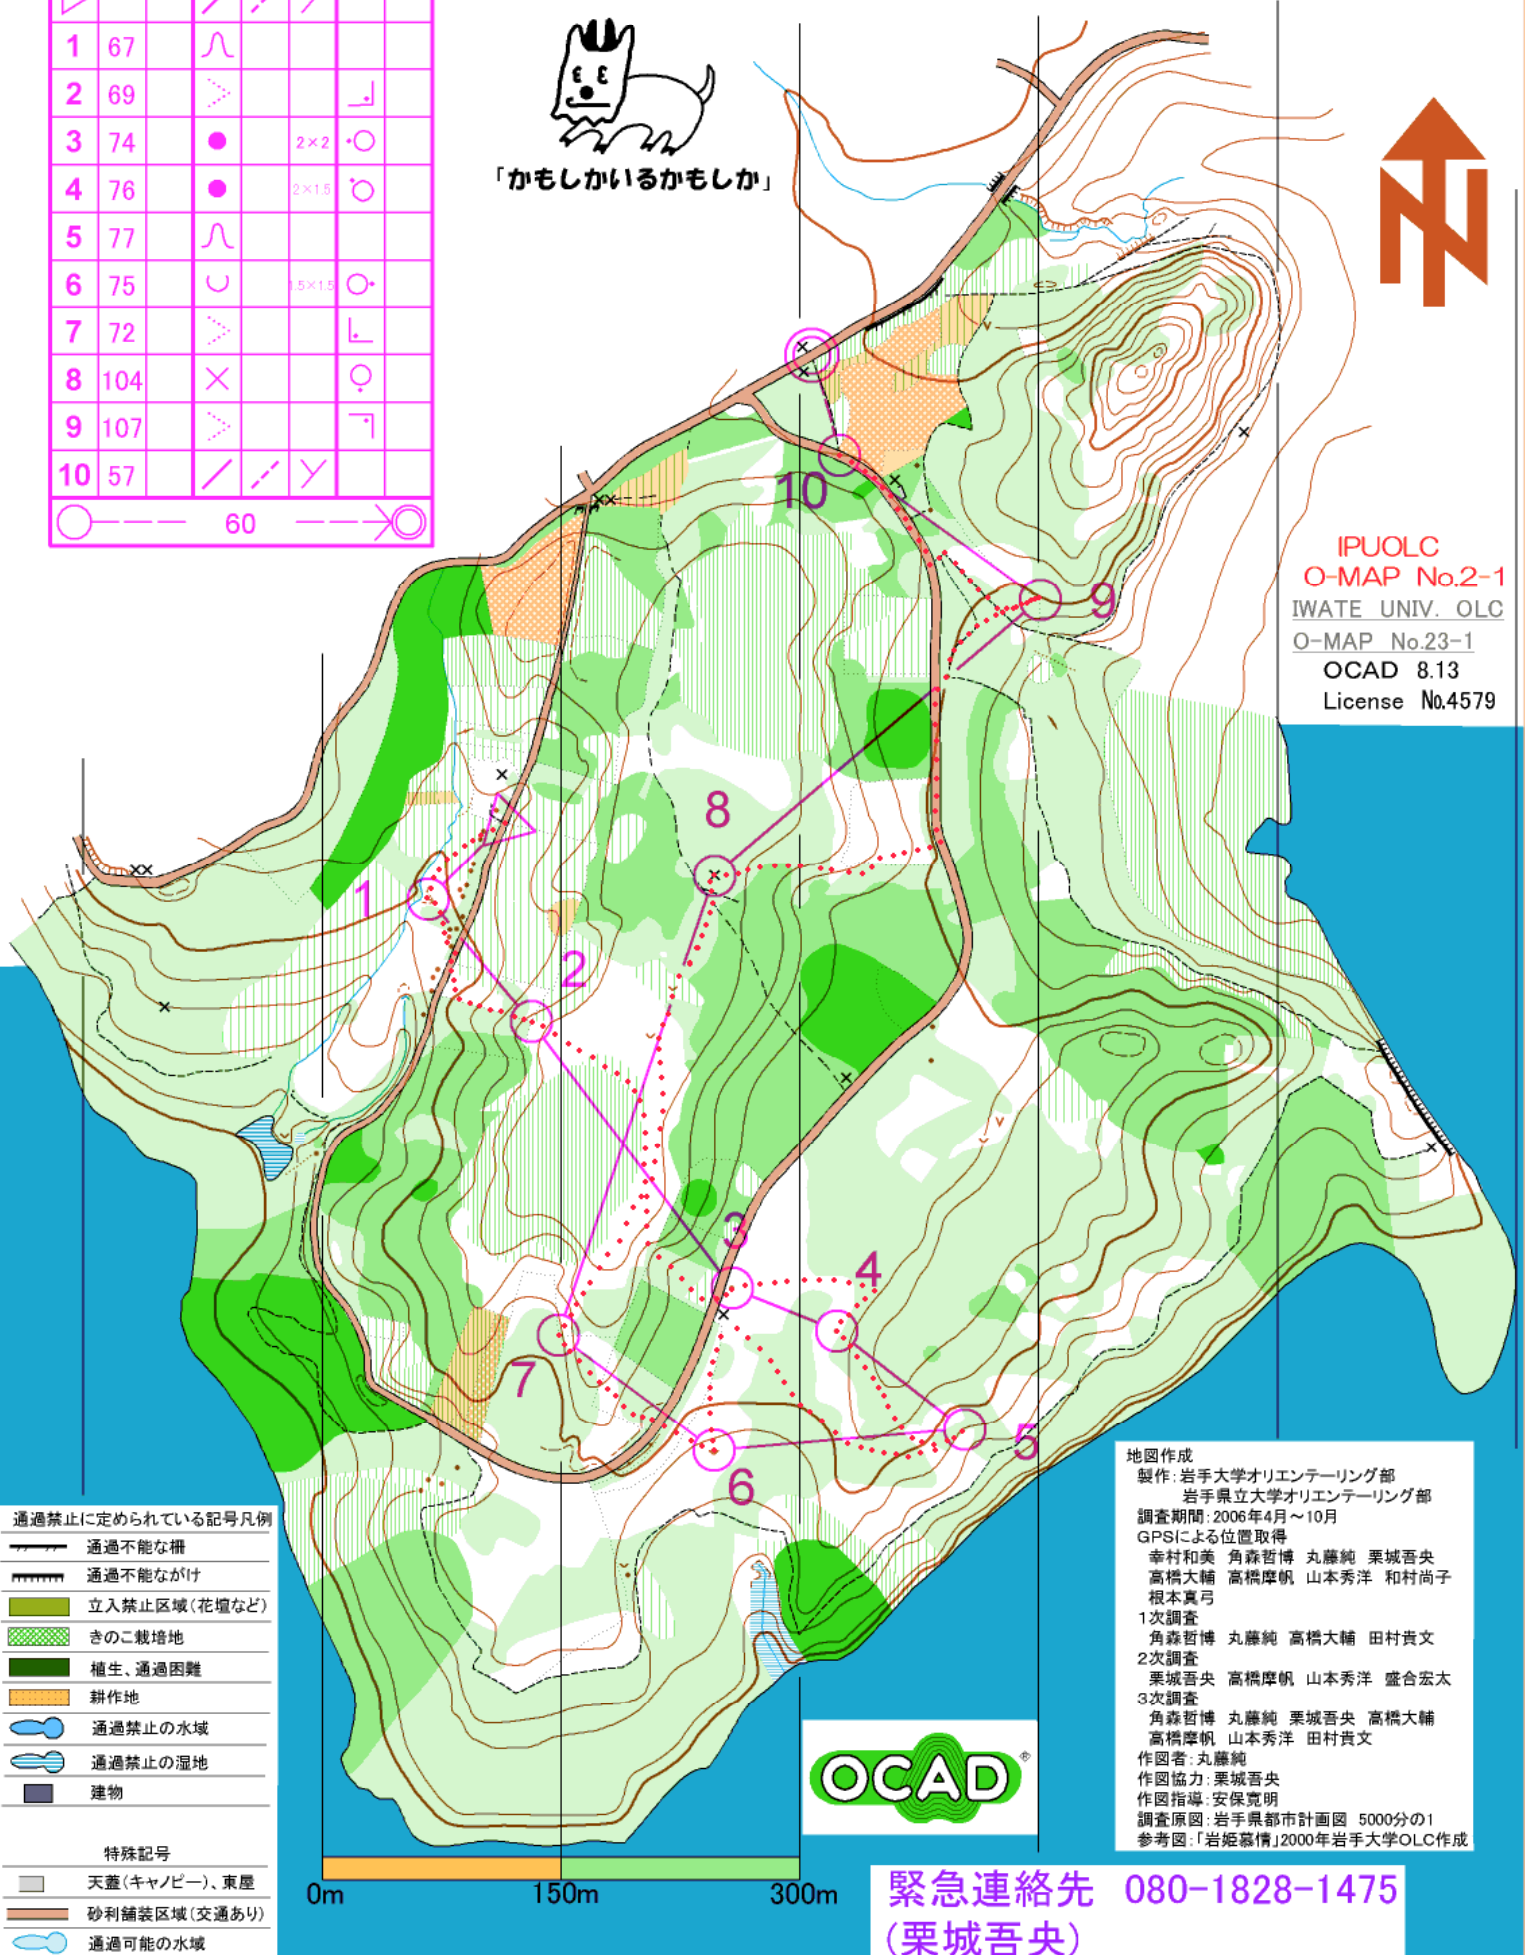 1 67
2 69
3 74 2×2
4 76 2×1.5
5 77
6 75 1.5×1.5
7 72
8 104
9 107
10 57
60
「かもしかいるかもしか」
IPUOLC
O-MAP No.2-1
IWATE UNIV. OLC
O-MAP No.23-1
OCAD 8.13
License No.4579
10
9
8
1
2
3
4
7
5
6
通過禁止に定められている記号凡例
通過不能な柵
通過不能ながけ
立入禁止区域(花壇など)
きのこ栽培地
植生、通過困難
耕作地
通過禁止の水域
通過禁止の湿地
建物
特殊記号
天蓋(キャノピー)、東屋
砂利舗装区域(交通あり)
通過可能の水域
0m 150m 300m
OCAD®
地図作成
製作:岩手大学オリエンテーリング部
岩手県立大学オリエンテーリング部
調査期間:2006年4月～10月
GPSによる位置取得
幸村和美 角森哲博 丸藤純 栗城吾央
高橋大輔 高橋摩帆 山本秀洋 和村尚子
根本真弓
1次調査
角森哲博 丸藤純 高橋大輔 田村貴文
2次調査
栗城吾央 高橋摩帆 山本秀洋 盛合宏太
3次調査
角森哲博 丸藤純 栗城吾央 高橋大輔
高橋摩帆 山本秀洋 田村貴文
作図者:丸藤純
作図協力:栗城吾央
作図指導:安保寛明
調査原図:岩手県都市計画図 5000分の1
参考図:「岩姫慕情」2000年岩手大学OLC作成
緊急連絡先 080-1828-1475
(栗城吾央)